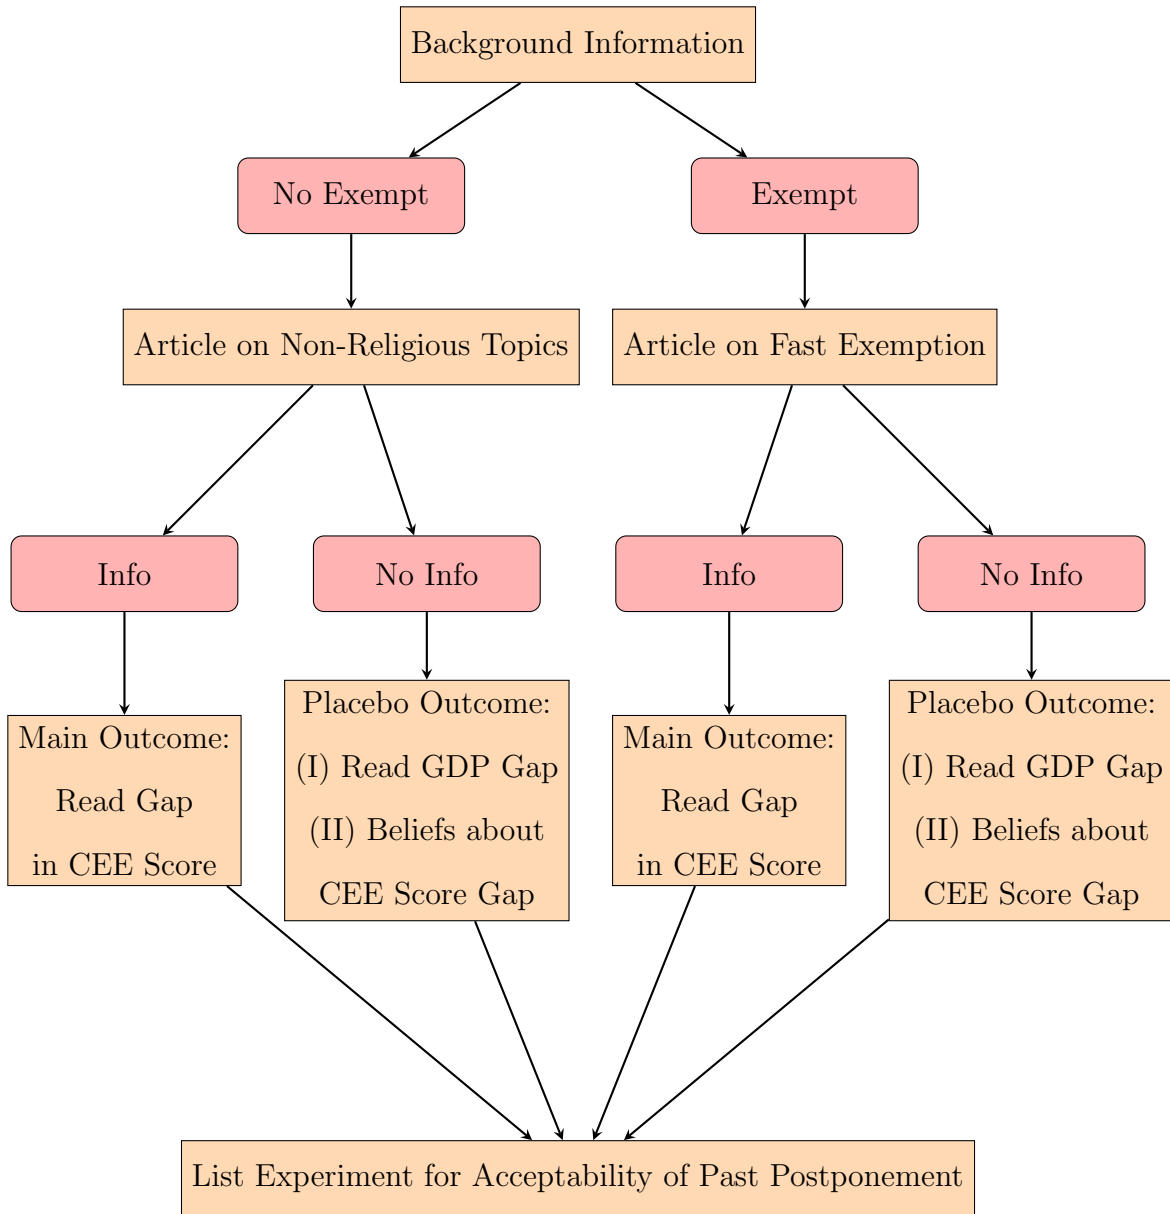 Background Information
No Exempt
Exempt
Article on Non-Religious Topics
Article on Fast Exemption
Info
No Info
Info
No Info
Main Outcome:
Read Gap
in CEE Score
Placebo Outcome:
(I) Read GDP Gap
(II) Beliefs about
CEE Score Gap
Main Outcome:
Read Gap
in CEE Score
Placebo Outcome:
(I) Read GDP Gap
(II) Beliefs about
CEE Score Gap
List Experiment for Acceptability of Past Postponement